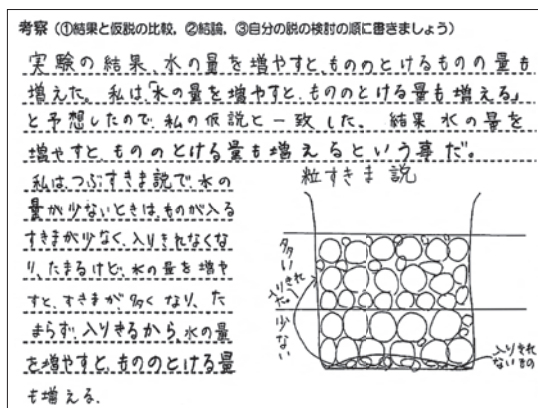 考察（①結果と仮説の比較，②結論，③自分の説の検討の順に書きましょう）
実験の結果、水の量を増やすと、もののとけるものの量も
増えた。私は、「水の量を増やすと、もののとける量も増える」
と予想したので、私の仮説と一致した。結果 水の量を
増やすと、もののとける量も増えるという事だ。
私は、つぶすきま説で、水の
量が少ないときは、ものが入る
すきまが少なく、入りきれなくな
り、たまるけど、水の量を増や
すと、すきまが多くなり、た
まらず、入りきるから、水の量
を増やすと、もののとける量
も増える。
粒すきま説
多い
入りきれた。
少ない
入りきれ
ないもの